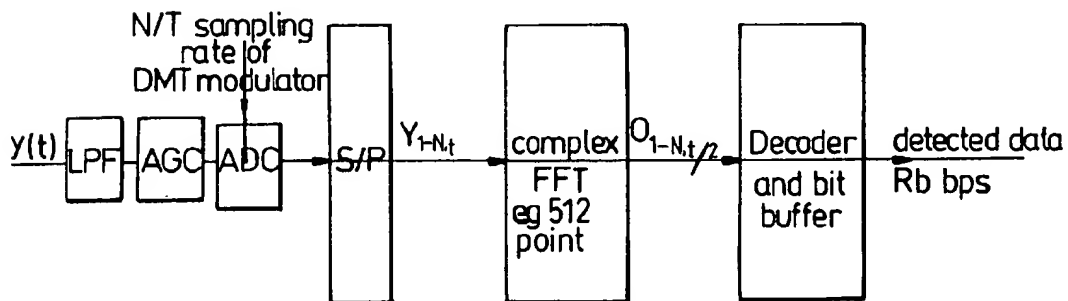 N/T sampling
rate of
DMT modulator
y(t)
LPF
AGC
ADC
S/P
Y1-N,t
complex
FFT
eg 512
point
O1-N,t/2
Decoder
and bit
buffer
detected data
Rb bps